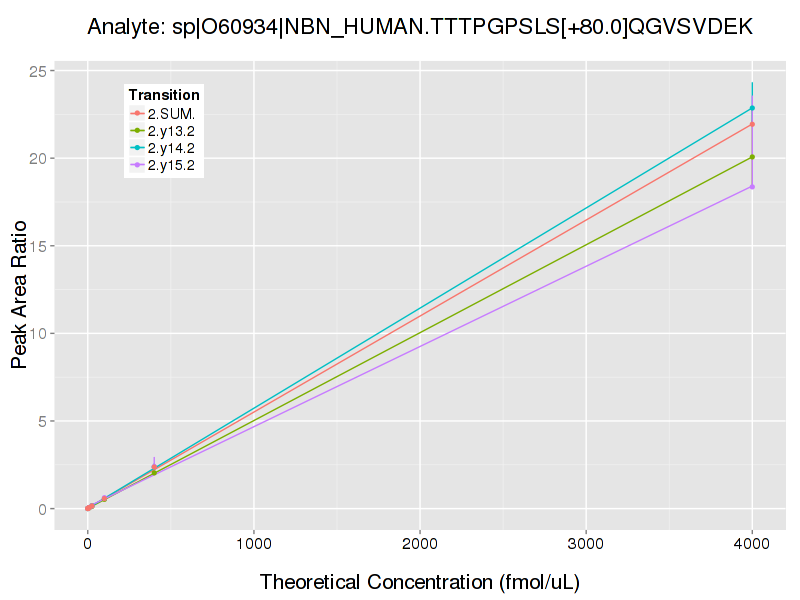 Analyte: sp|O60934|NBN_HUMAN.TTTPGPSLS[+80.0]QGVSVDEK
25
Transition
2.SUM.
2.y13.2
2.y14.2
2.y15.2
20
15
10
5
0
Peak Area Ratio
0 1000 2000 3000 4000
Theoretical Concentration (fmol/uL)